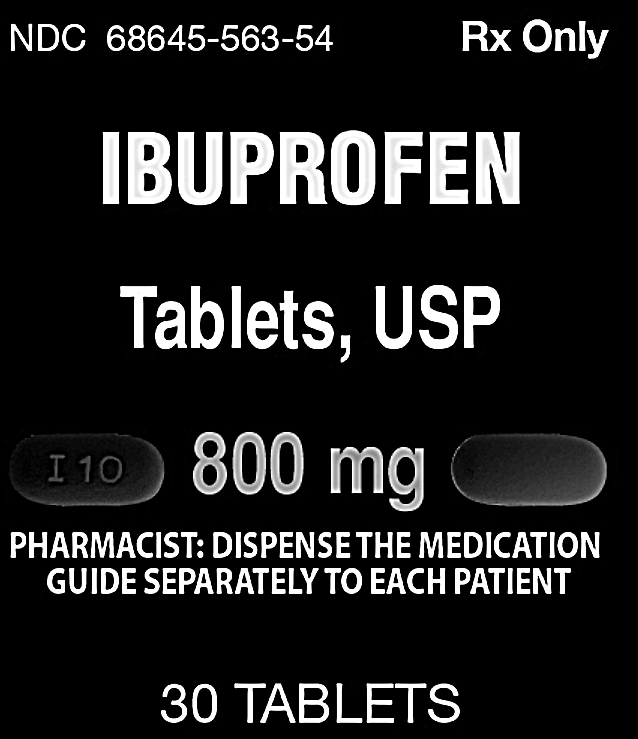 NDC 68645-563-54 Rx Only
IBUPROFEN
Tablets, USP
I 10 800 mg
PHARMACIST: DISPENSE THE MEDICATION
GUIDE SEPARATELY TO EACH PATIENT
30 TABLETS